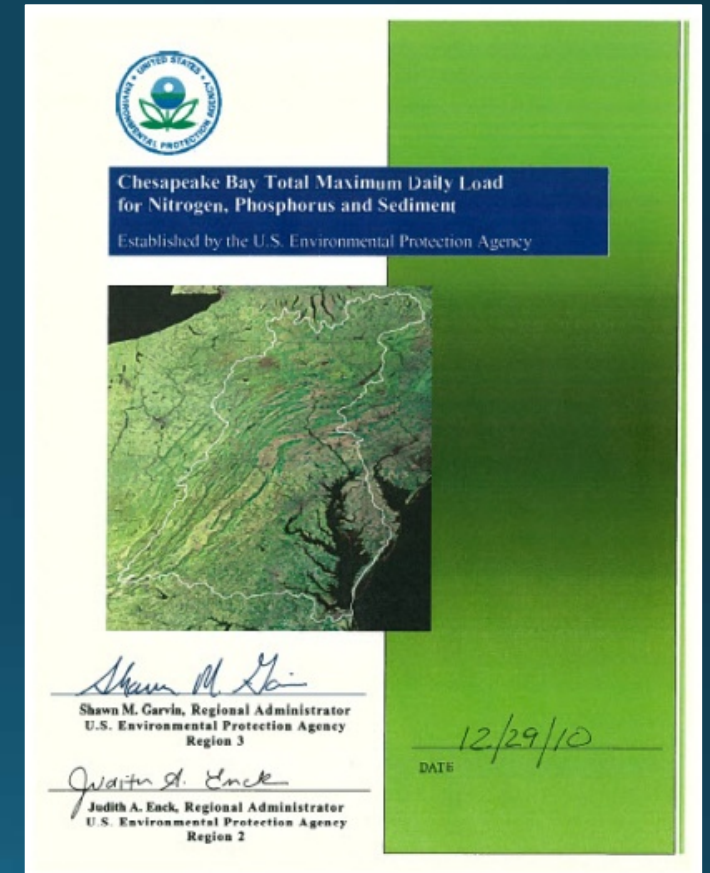 UNITED STATES
ENVIRONMENTAL PROTECTION AGENCY
Chesapeake Bay Total Maximum Daily Load
for Nitrogen, Phosphorus and Sediment
Established by the U.S. Environmental Protection Agency
Shawn M. Garvin, Regional Administrator
U.S. Environmental Protection Agency
Region 3
12/29/10
DATE
Judith A. Enck
Judith A. Enck, Regional Administrator
U.S. Environmental Protection Agency
Region 2